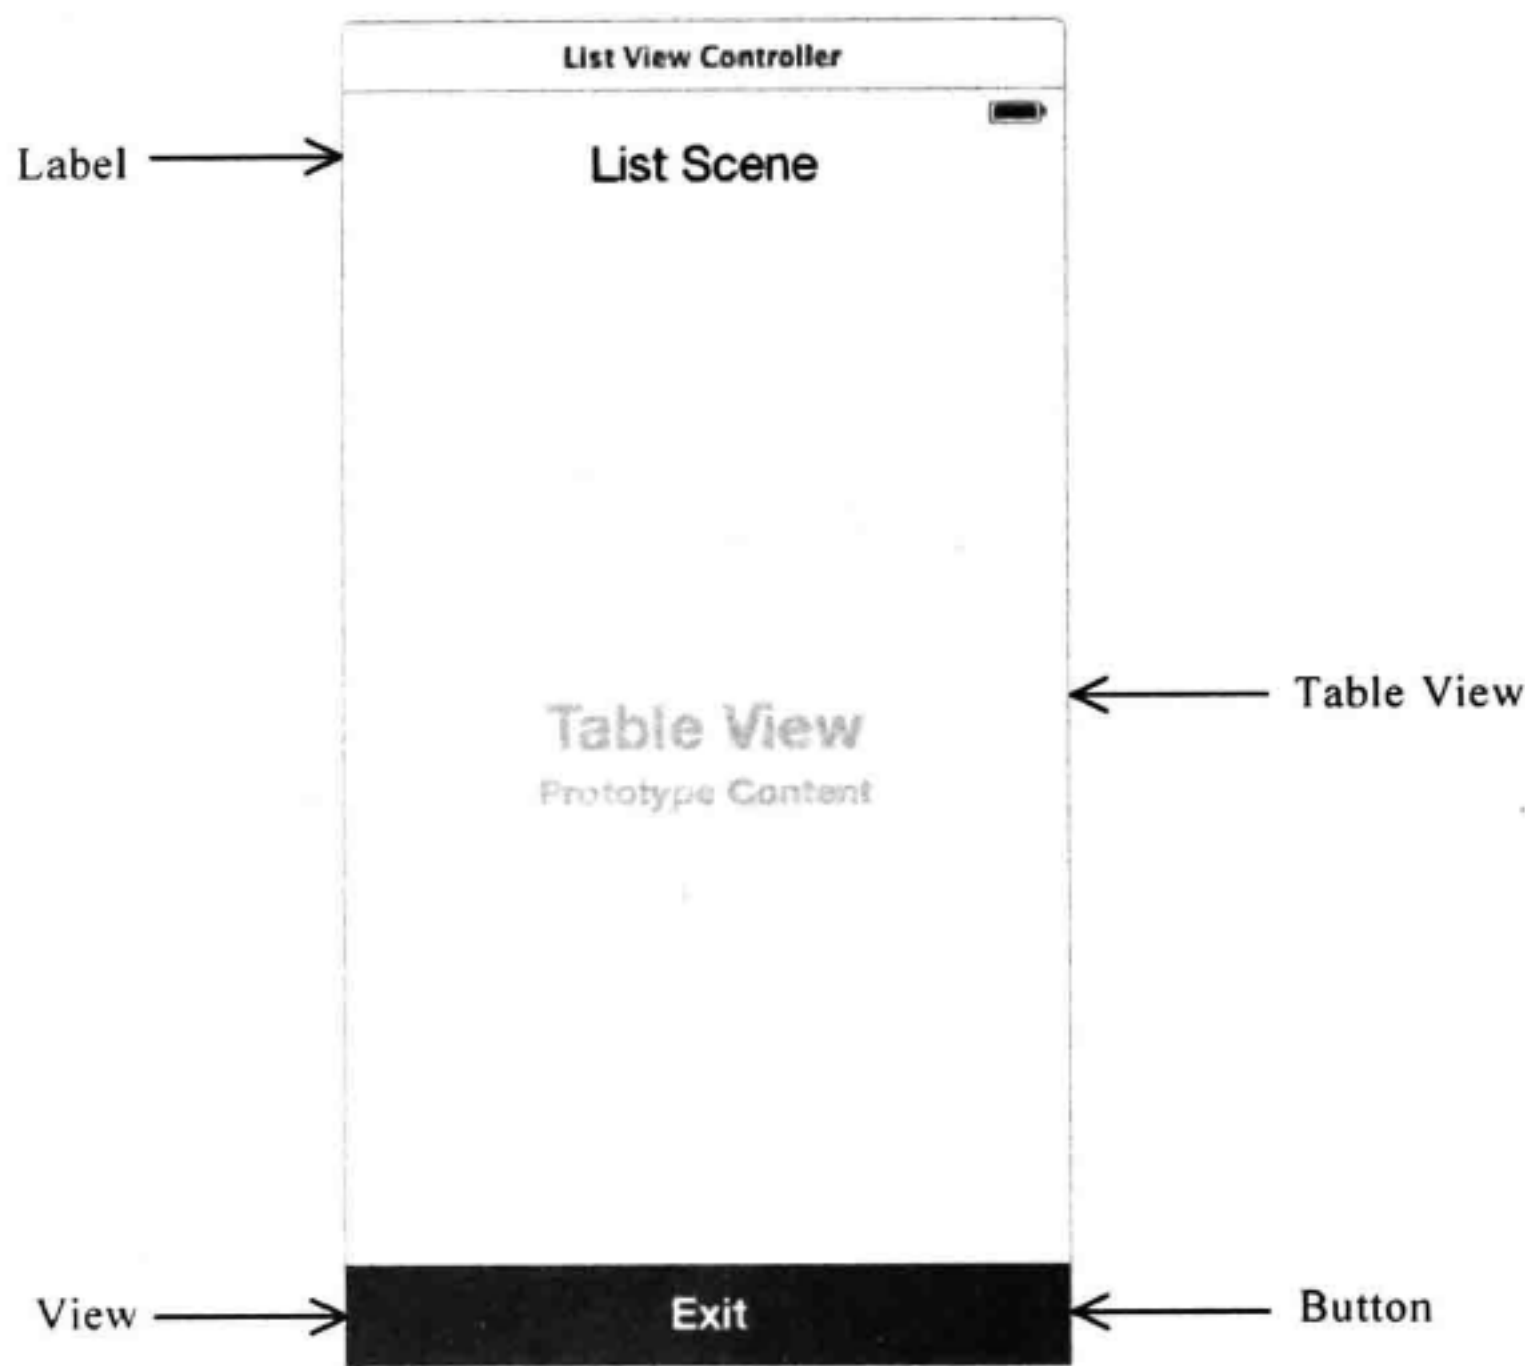 List View Controller
Label
List Scene
Table View
Table View
Prototype Content
View
Exit
Button